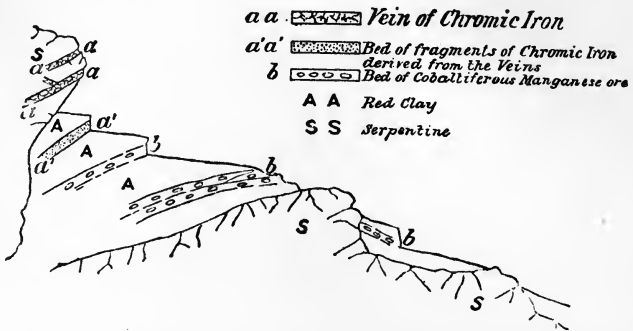 a a Vein of Chromic Iron
a'a' Bed of fragments of Chromic Iron
derived from the Veins
b Bed of Cobaltiferous Manganese ore
A A Red Clay
S S Serpentine
S
a
a
a
a
A
a'
A
a'
b
A
b
S
b
S